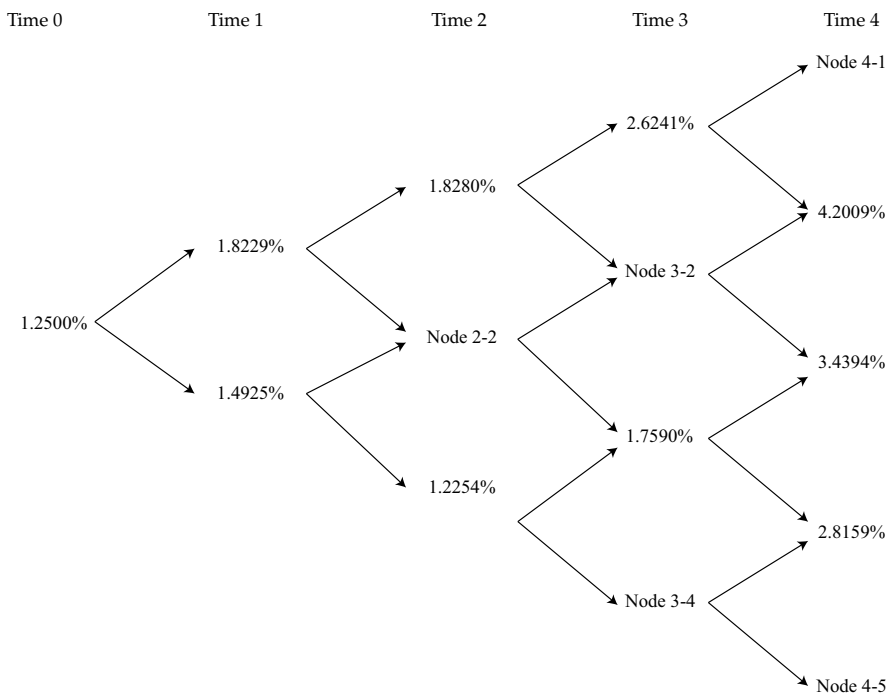 Time 0 Time 1 Time 2 Time 3 Time 4
Node 4-1
2.6241%
1.8280%
4.2009%
1.8229%
Node 3-2
1.2500%
Node 2-2
3.4394%
1.4925%
1.7590%
1.2254%
2.8159%
Node 3-4
Node 4-5